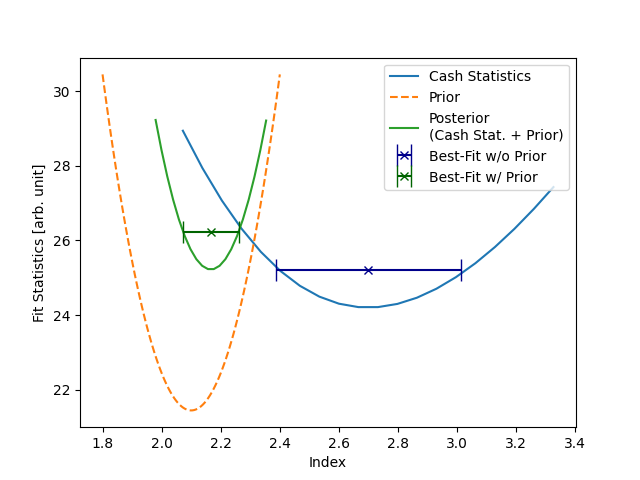 Cash Statistics
Prior
Posterior
(Cash Stat. + Prior)
Best-Fit w/o Prior
Best-Fit w/ Prior
Fit Statistics [arb. unit]
30
28
26
24
22
1.8 2.0 2.2 2.4 2.6 2.8 3.0 3.2 3.4
Index